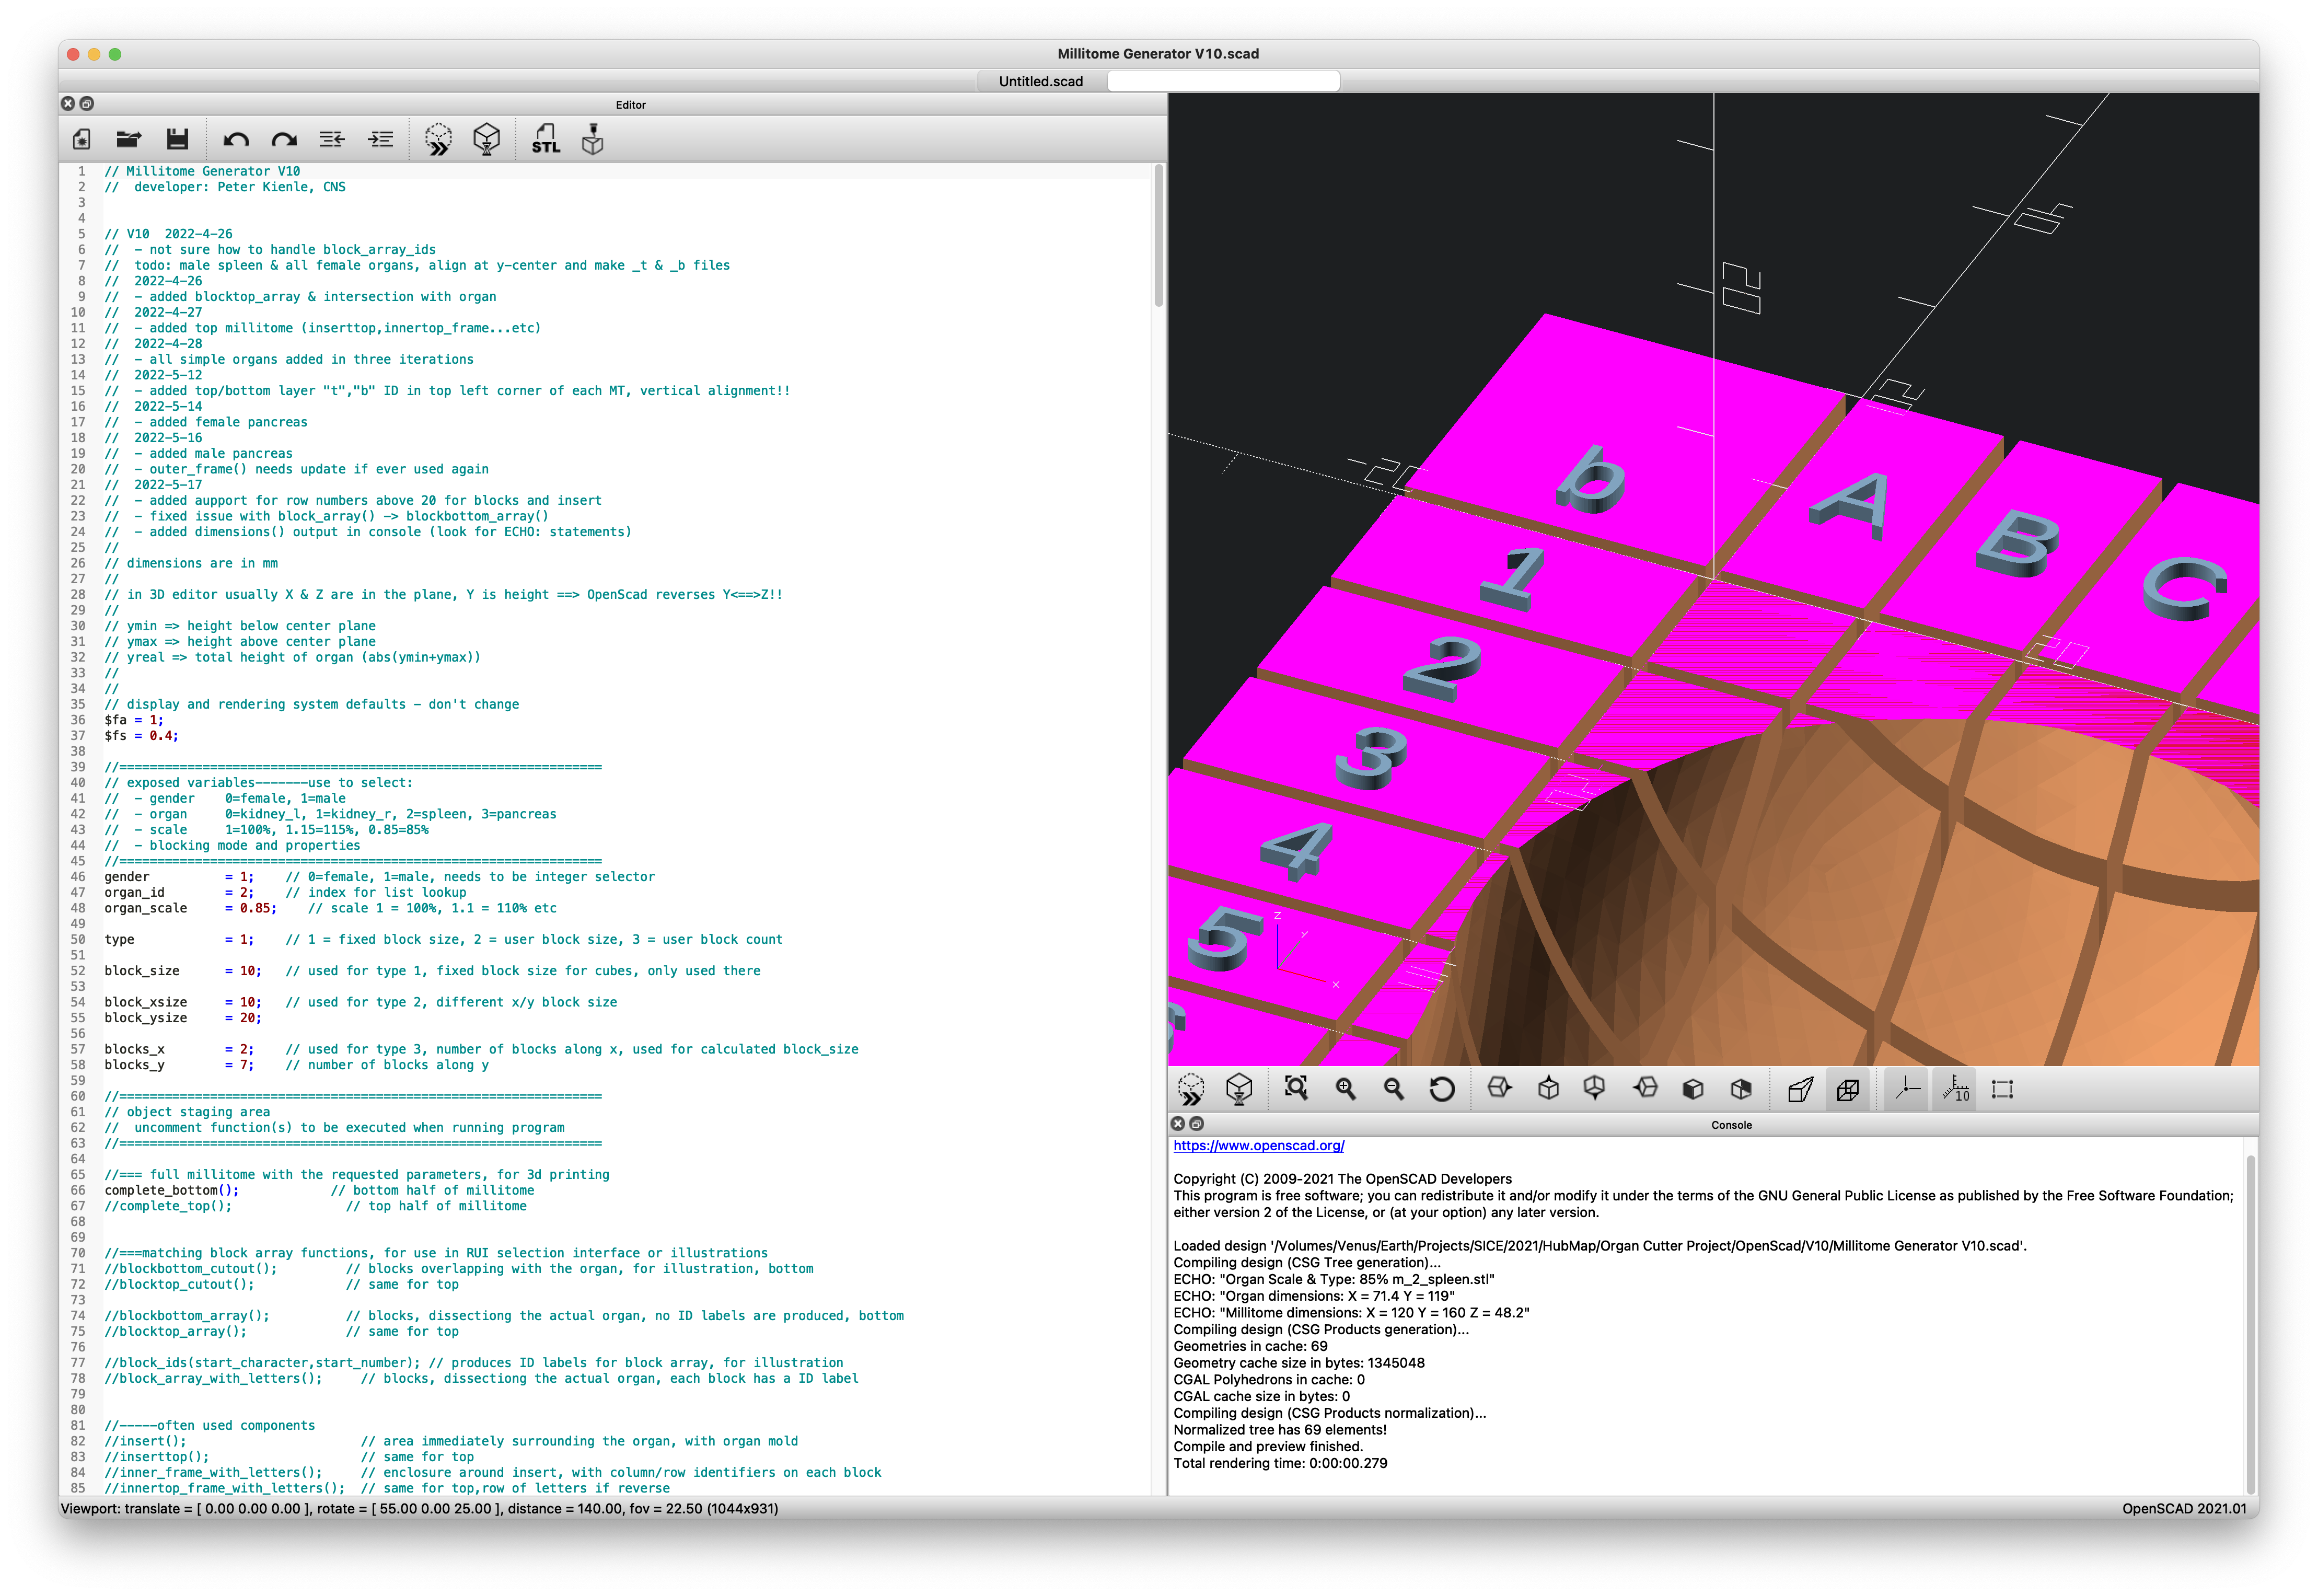 Millitome Generator V10.scad
Untitled.scad
Editor
STL
1 // Millitome Generator V10
2 //  developer: Peter Kienle, CNS
3
4
5 // V10  2022-4-26
6 //  - not sure how to handle block_array_ids
7 //  todo: male spleen & all female organs, align at y-center and make _t & _b files
8 //  2022-4-26
9 //  - added blocktop_array & intersection with organ
10 //  2022-4-27
11 //  - added top millitome (inserttop,innertop_frame...etc)
12 //  2022-4-28
13 //  - all simple organs added in three iterations
14 //  2022-5-12
15 //  - added top/bottom layer "t","b" ID in top left corner of each MT, vertical alignment!!
16 //  2022-5-14
17 //  - added female pancreas
18 //  2022-5-16
19 //  - added male pancreas
20 //  - outer_frame() needs update if ever used again
21 //  2022-5-17
22 //  - added aupport for row numbers above 20 for blocks and insert
23 //  - fixed issue with block_array() -> blockbottom_array()
24 //  - added dimensions() output in console (look for ECHO: statements)
25 //
26 // dimensions are in mm
27 //
28 // in 3D editor usually X & Z are in the plane, Y is height ==> OpenScad reverses Y<==>Z!!
29 //
30 // ymin => height below center plane
31 // ymax => height above center plane
32 // yreal => total height of organ (abs(ymin+ymax))
33 //
34 //
35 // display and rendering system defaults - don't change
36 $fa = 1;
37 $fs = 0.4;
38
39 //================================================================
40 // exposed variables-------use to select:
41 //  - gender    0=female, 1=male
42 //  - organ     0=kidney_l, 1=kidney_r, 2=spleen, 3=pancreas
43 //  - scale     1=100%, 1.15=115%, 0.85=85%
44 //  - blocking mode and properties
45 //================================================================
46 gender          = 1;    // 0=female, 1=male, needs to be integer selector
47 organ_id        = 2;    // index for list lookup
48 organ_scale     = 0.85;    // scale 1 = 100%, 1.1 = 110% etc
49
50 type            = 1;    // 1 = fixed block size, 2 = user block size, 3 = user block count
51
52 block_size      = 10;   // used for type 1, fixed block size for cubes, only used there
53
54 block_xsize     = 10;   // used for type 2, different x/y block size
55 block_ysize     = 20;
56
57 blocks_x        = 2;    // used for type 3, number of blocks along x, used for calculated block_size
58 blocks_y        = 7;    // number of blocks along y
59
60 //================================================================
61 // object staging area
62 //  uncomment function(s) to be executed when running program
63 //================================================================
64
65 //=== full millitome with the requested parameters, for 3d printing
66 complete_bottom();            // bottom half of millitome
67 //complete_top();               // top half of millitome
68
69
70 //===matching block array functions, for use in RUI selection interface or illustrations
71 //blockbottom_cutout();         // blocks overlapping with the organ, for illustration, bottom
72 //blocktop_cutout();            // same for top
73
74 //blockbottom_array();          // blocks, dissectiong the actual organ, no ID labels are produced, bottom
75 //blocktop_array();             // same for top
76
77 //block_ids(start_character,start_number); // produces ID labels for block array, for illustration
78 //block_array_with_letters();     // blocks, dissectiong the actual organ, each block has a ID label
79
80
81 //-----often used components
82 //insert();                       // area immediately surrounding the organ, with organ mold
83 //inserttop();                    // same for top
84 //inner_frame_with_letters();     // enclosure around insert, with column/row identifiers on each block
85 //innertop_frame_with_letters();  // same for top,row of letters if reverse
b
A
B
C
1
2
3
4
5
Z
Y
X
10
Console
https://www.openscad.org/
Copyright (C) 2009-2021 The OpenSCAD Developers
This program is free software; you can redistribute it and/or modify it under the terms of the GNU General Public License as published by the Free Software Foundation;
either version 2 of the License, or (at your option) any later version.
Loaded design '/Volumes/Venus/Earth/Projects/SICE/2021/HubMap/Organ Cutter Project/OpenScad/V10/Millitome Generator V10.scad'.
Compiling design (CSG Tree generation)...
ECHO: "Organ Scale & Type: 85% m_2_spleen.stl"
ECHO: "Organ dimensions: X = 71.4 Y = 119"
ECHO: "Millitome dimensions: X = 120 Y = 160 Z = 48.2"
Compiling design (CSG Products generation)...
Geometries in cache: 69
Geometry cache size in bytes: 1345048
CGAL Polyhedrons in cache: 0
CGAL cache size in bytes: 0
Compiling design (CSG Products normalization)...
Normalized tree has 69 elements!
Compile and preview finished.
Total rendering time: 0:00:00.279
Viewport: translate = [ 0.00 0.00 0.00 ], rotate = [ 55.00 0.00 25.00 ], distance = 140.00, fov = 22.50 (1044x931)
OpenSCAD 2021.01